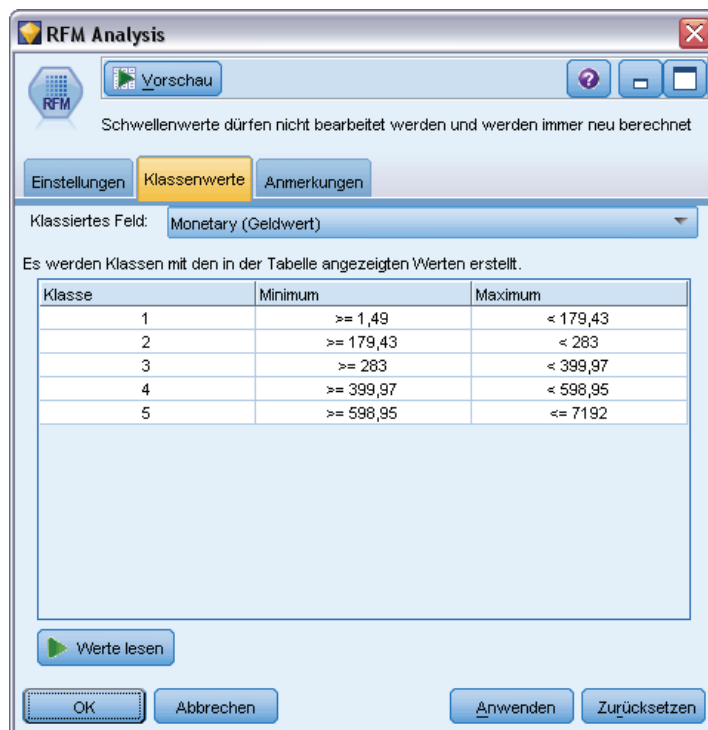 RFM Analysis
RFM
Vorschau
?
Schwellenwerte dürfen nicht bearbeitet werden und werden immer neu berechnet
Einstellungen Klassenwerte Anmerkungen
Klassiertes Feld: Monetary (Geldwert)
Es werden Klassen mit den in der Tabelle angezeigten Werten erstellt.
Klasse Minimum Maximum
1 >= 1,49 < 179,43
2 >= 179,43 < 283
3 >= 283 < 399,97
4 >= 399,97 < 598,95
5 >= 598,95 <= 7192
Werte lesen
OK Abbrechen Anwenden Zurücksetzen